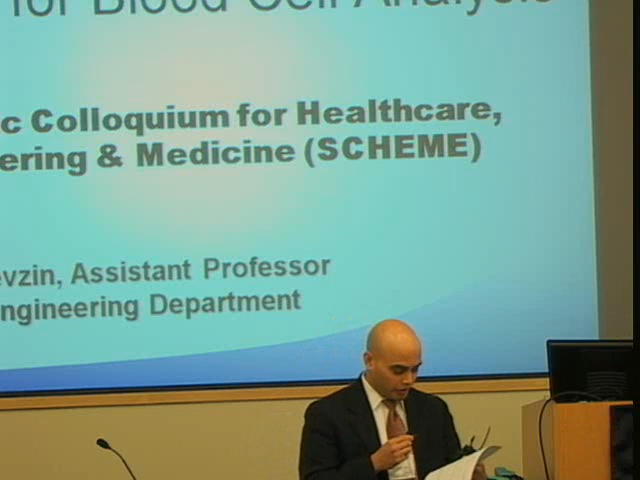 for Blood Cell Analysis
c Colloquium for Healthcare,
ering & Medicine (SCHEME)
evzin, Assistant Professor
ngineering Department